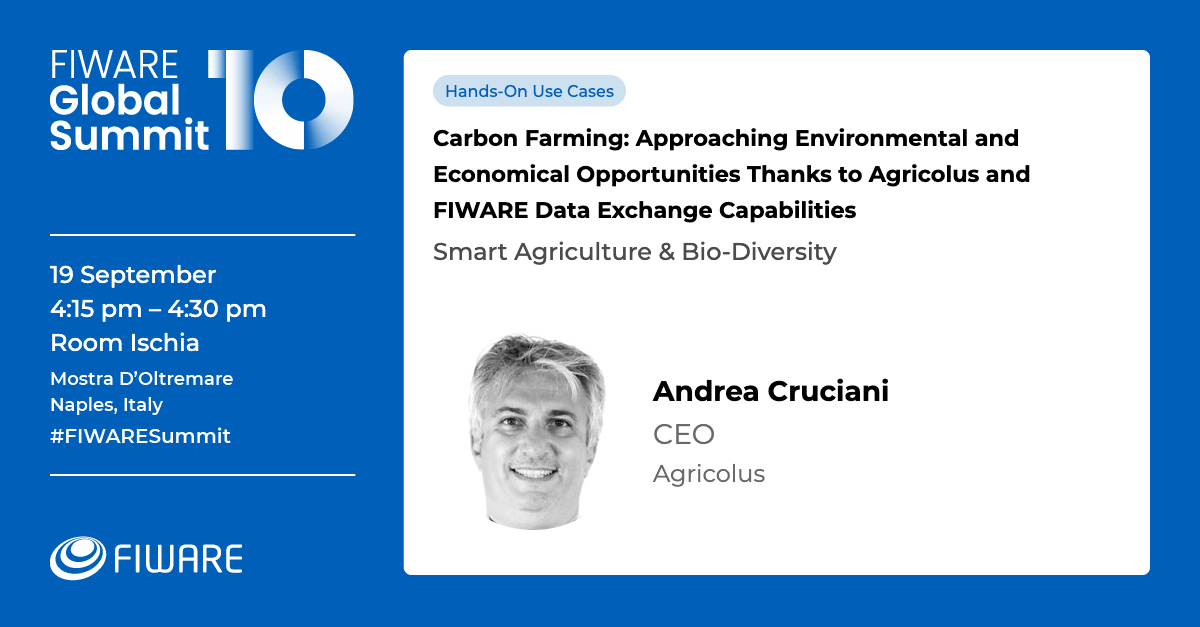 FIWARE
Global
Summit
10
19 September
4:15 pm – 4:30 pm
Room Ischia
Mostra D’Oltremare
Naples, Italy
#FIWARESummit
FIWARE
Hands-On Use Cases
Carbon Farming: Approaching Environmental and
Economical Opportunities Thanks to Agricolus and
FIWARE Data Exchange Capabilities
Smart Agriculture & Bio-Diversity
Andrea Cruciani
CEO
Agricolus